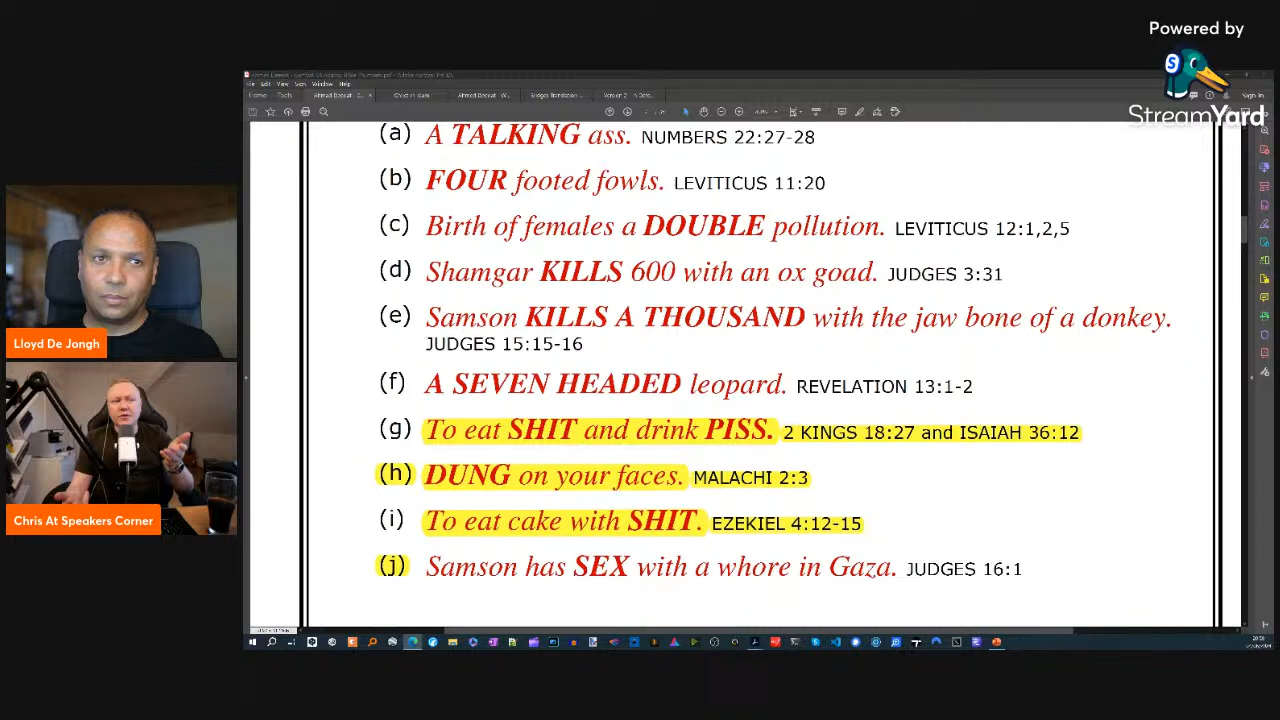 Powered by
StreamYard
Home Tools
(a) A TALKING ass. NUMBERS 22:27-28
(b) FOUR footed fowls. LEVITICUS 11:20
(c) Birth of females a DOUBLE pollution. LEVITICUS 12:1,2,5
(d) Shamgar KILLS 600 with an ox goad. JUDGES 3:31
(e) Samson KILLS A THOUSAND with the jaw bone of a donkey.
JUDGES 15:15-16
(f) A SEVEN HEADED leopard. REVELATION 13:1-2
(g) To eat SHIT and drink PISS. 2 KINGS 18:27 and ISAIAH 36:12
(h) DUNG on your faces. MALACHI 2:3
(i) To eat cake with SHIT. EZEKIEL 4:12-15
(j) Samson has SEX with a whore in Gaza. JUDGES 16:1
Lloyd De Jongh
Chris At Speakers Corner